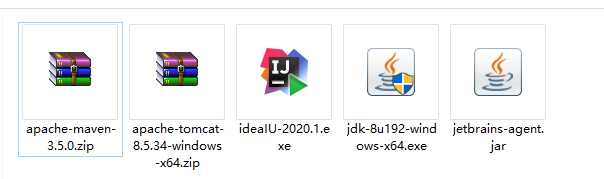 IJ
apache-maven-
3.5.0.zip
apache-tomcat-
8.5.34-windows
-x64.zip
ideaIU-2020.1.e
xe
jdk-8u192-wind
ows-x64.exe
jetbrains-agent.
jar